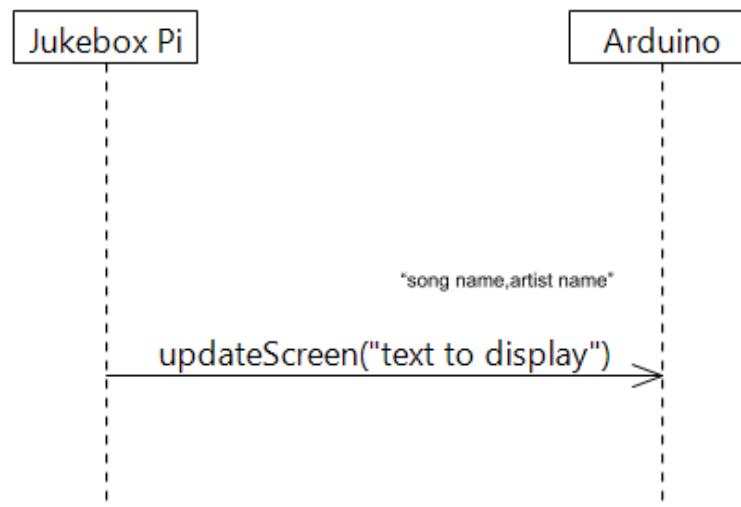 Jukebox Pi
Arduino
“song name,artist name”
updateScreen("text to display")